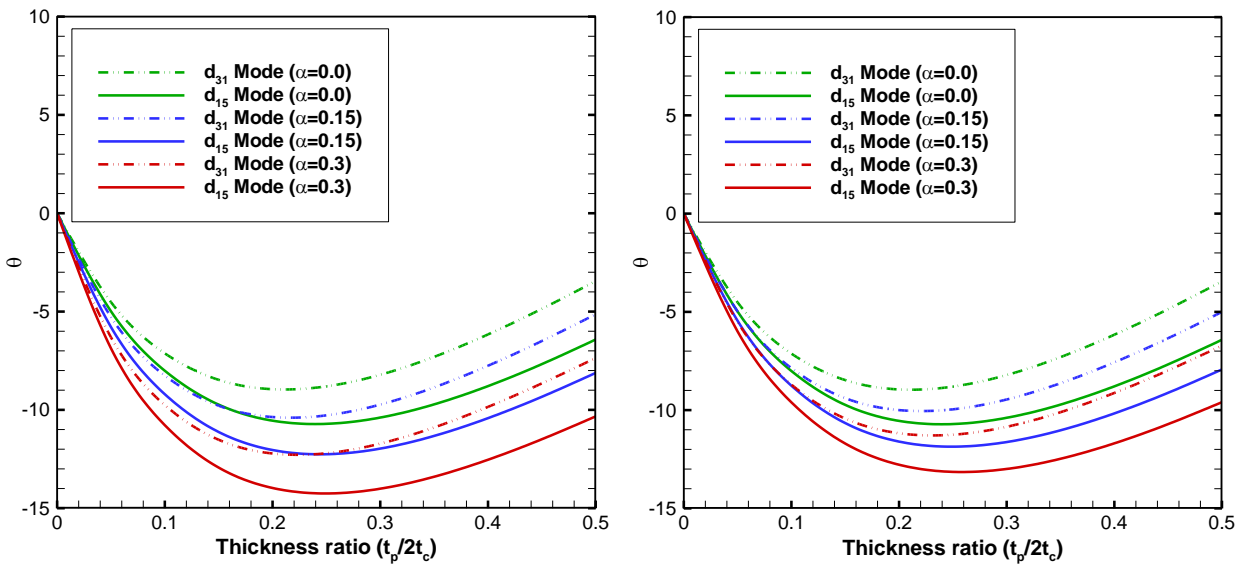 10
5
0
-5
-10
-15
θ
d31 Mode (α=0.0)
d15 Mode (α=0.0)
d31 Mode (α=0.15)
d15 Mode (α=0.15)
d31 Mode (α=0.3)
d15 Mode (α=0.3)
0 0.1 0.2 0.3 0.4 0.5
Thickness ratio (tp/2tc)
10
5
0
-5
-10
-15
θ
d31 Mode (α=0.0)
d15 Mode (α=0.0)
d31 Mode (α=0.15)
d15 Mode (α=0.15)
d31 Mode (α=0.3)
d15 Mode (α=0.3)
0 0.1 0.2 0.3 0.4 0.5
Thickness ratio (tp/2tc)